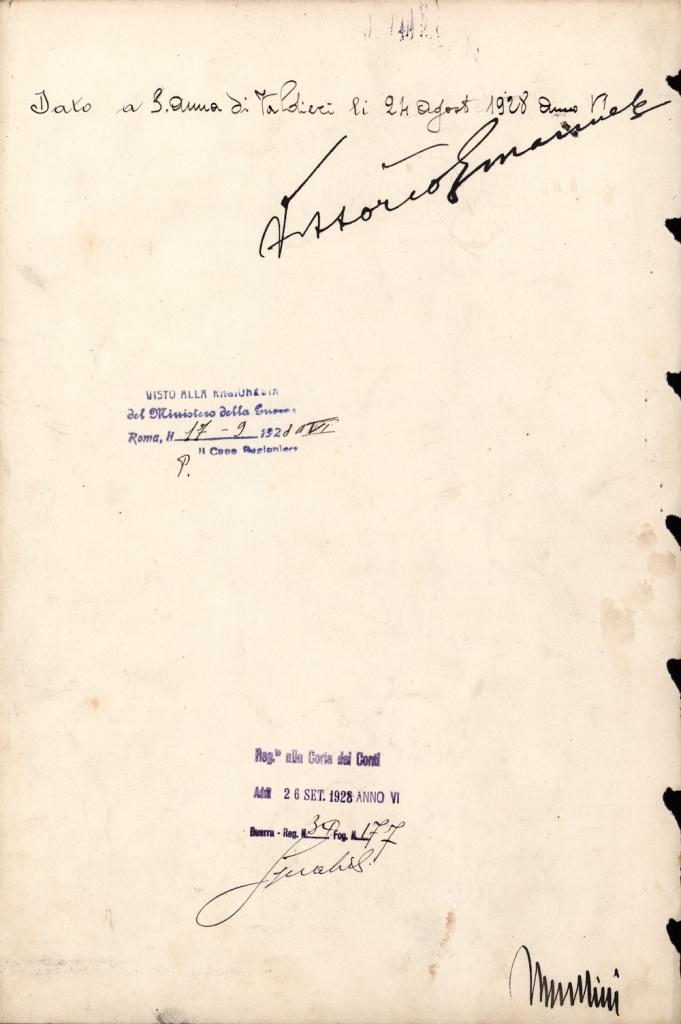 Dato a S. Anna di Valdieri li 24 Agost 1928 Anno VI
Vittorio Emanuele
VISTO ALLA RAGIONERIA
del Ministero della Guerra
Roma, li 17 - 9 1928 a VI
Il Capo Ragioniere
P.
Reg.to alla Corte dei Conti
Addì 26 SET. 1928 ANNO VI
Guerra - Reg. N. 39 Fog. N. 177